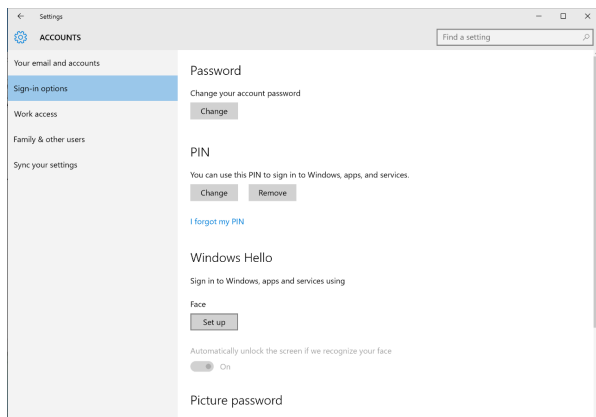 Settings
ACCOUNTS
Find a setting
Your email and accounts
Sign-in options
Work access
Family & other users
Sync your settings
Password
Change your account password
Change
PIN
You can use this PIN to sign in to Windows, apps, and services.
Change Remove
I forgot my PIN
Windows Hello
Sign in to Windows, apps and services using
Face
Set up
Automatically unlock the screen if we recognize your face
On
Picture password